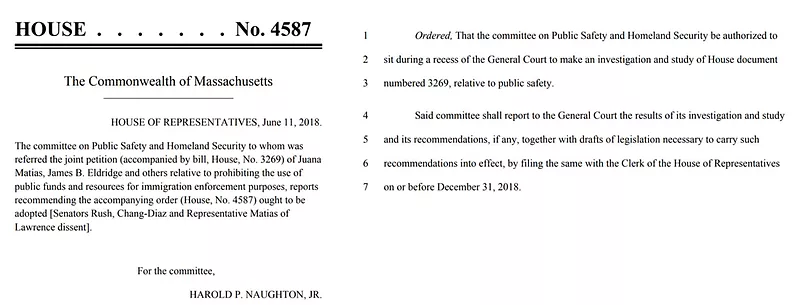 HOUSE . . . . . . . No. 4587
The Commonwealth of Massachusetts
HOUSE OF REPRESENTATIVES, June 11, 2018.
The committee on Public Safety and Homeland Security to whom was
referred the joint petition (accompanied by bill, House, No. 3269) of Juana
Matias, James B. Eldridge and others relative to prohibiting the use of
public funds and resources for immigration enforcement purposes, reports
recommending the accompanying order (House, No. 4587) ought to be
adopted [Senators Rush, Chang-Diaz and Representative Matias of
Lawrence dissent].
For the committee,
HAROLD P. NAUGHTON, JR.
1 Ordered, That the committee on Public Safety and Homeland Security be authorized to
2 sit during a recess of the General Court to make an investigation and study of House document
3 numbered 3269, relative to public safety.
4 Said committee shall report to the General Court the results of its investigation and study
5 and its recommendations, if any, together with drafts of legislation necessary to carry such
6 recommendations into effect, by filing the same with the Clerk of the House of Representatives
7 on or before December 31, 2018.